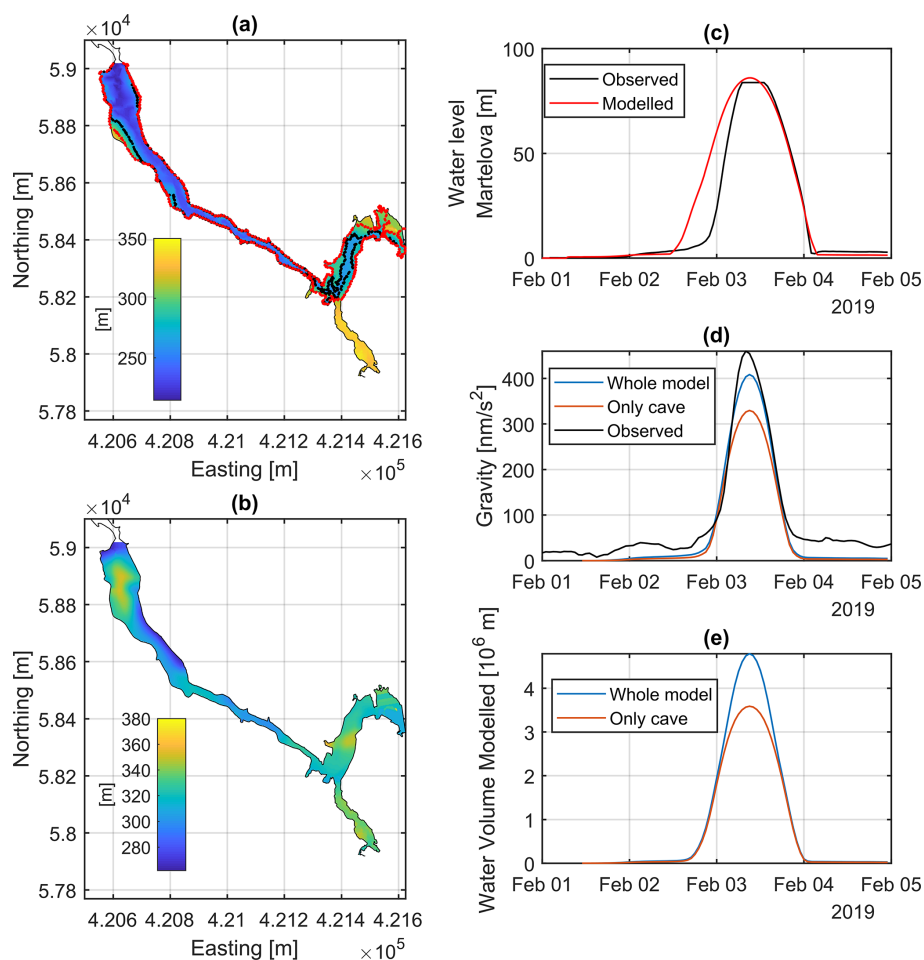 (a)
×10⁴
5.9
5.88
5.86
5.84
5.82
5.8
5.78
Northing [m]
350
300
250
[m]
4.206 4.208 4.21 4.212 4.214 4.216
Easting [m]
×10⁵
(b)
×10⁴
5.9
5.88
5.86
5.84
5.82
5.8
5.78
Northing [m]
380
360
340
320
300
280
[m]
4.206 4.208 4.21 4.212 4.214 4.216
Easting [m]
×10⁵
(c)
100
50
0
Water level
Martelova [m]
Observed
Modelled
Feb 01 Feb 02 Feb 03 Feb 04 Feb 05
2019
(d)
400
300
200
100
0
Gravity [nm/s²]
Whole model
Only cave
Observed
Feb 01 Feb 02 Feb 03 Feb 04 Feb 05
2019
(e)
4
3
2
1
0
Water Volume Modelled [10⁶ m]
Whole model
Only cave
Feb 01 Feb 02 Feb 03 Feb 04 Feb 05
2019